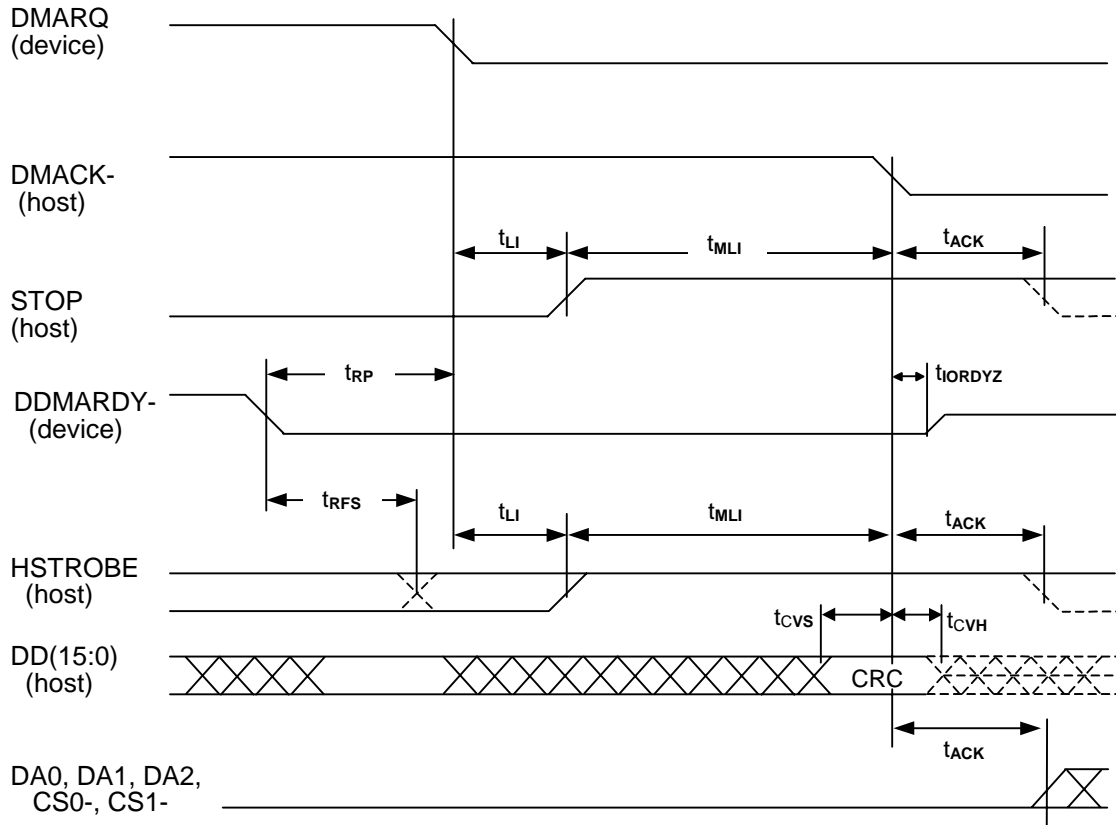 DMARQ
(device)
DMACK-
(host)
tLI
tMLI
tACK
STOP
(host)
tRP
tIORDYZ
DDMARDY-
(device)
tRFS
tLI
tMLI
tACK
HSTROBE
(host)
tCVS
tCVH
DD(15:0)
(host)
CRC
tACK
DA0, DA1, DA2,
CS0-, CS1-